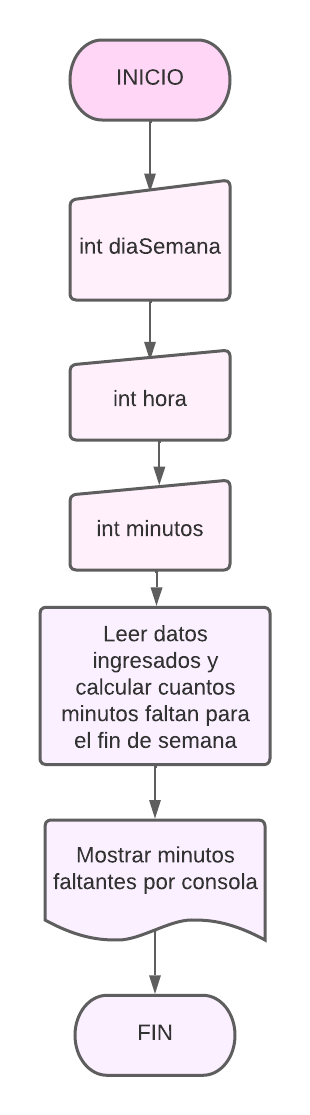 INICIO
int diaSemana
int hora
int minutos
Leer datos
ingresados y
calcular cuantos
minutos faltan para
el fin de semana
Mostrar minutos
faltantes por consola
FIN